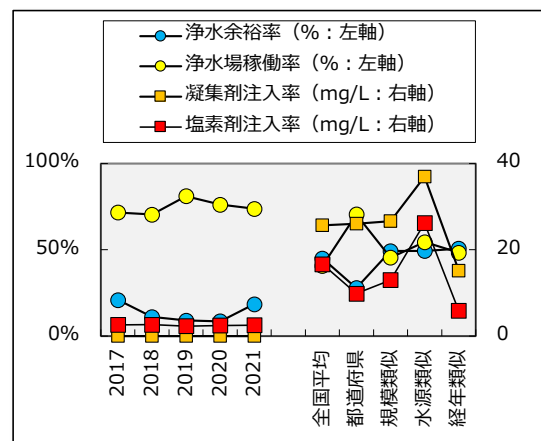 浄水余裕率（%：左軸）
浄水場稼働率（%：左軸）
凝集剤注入率（mg/L：右軸）
塩素剤注入率（mg/L：右軸）
100%
50%
0%
40
20
0
2017
2018
2019
2020
2021
全国平均
都道府県
規模類似
水源類似
経年類似